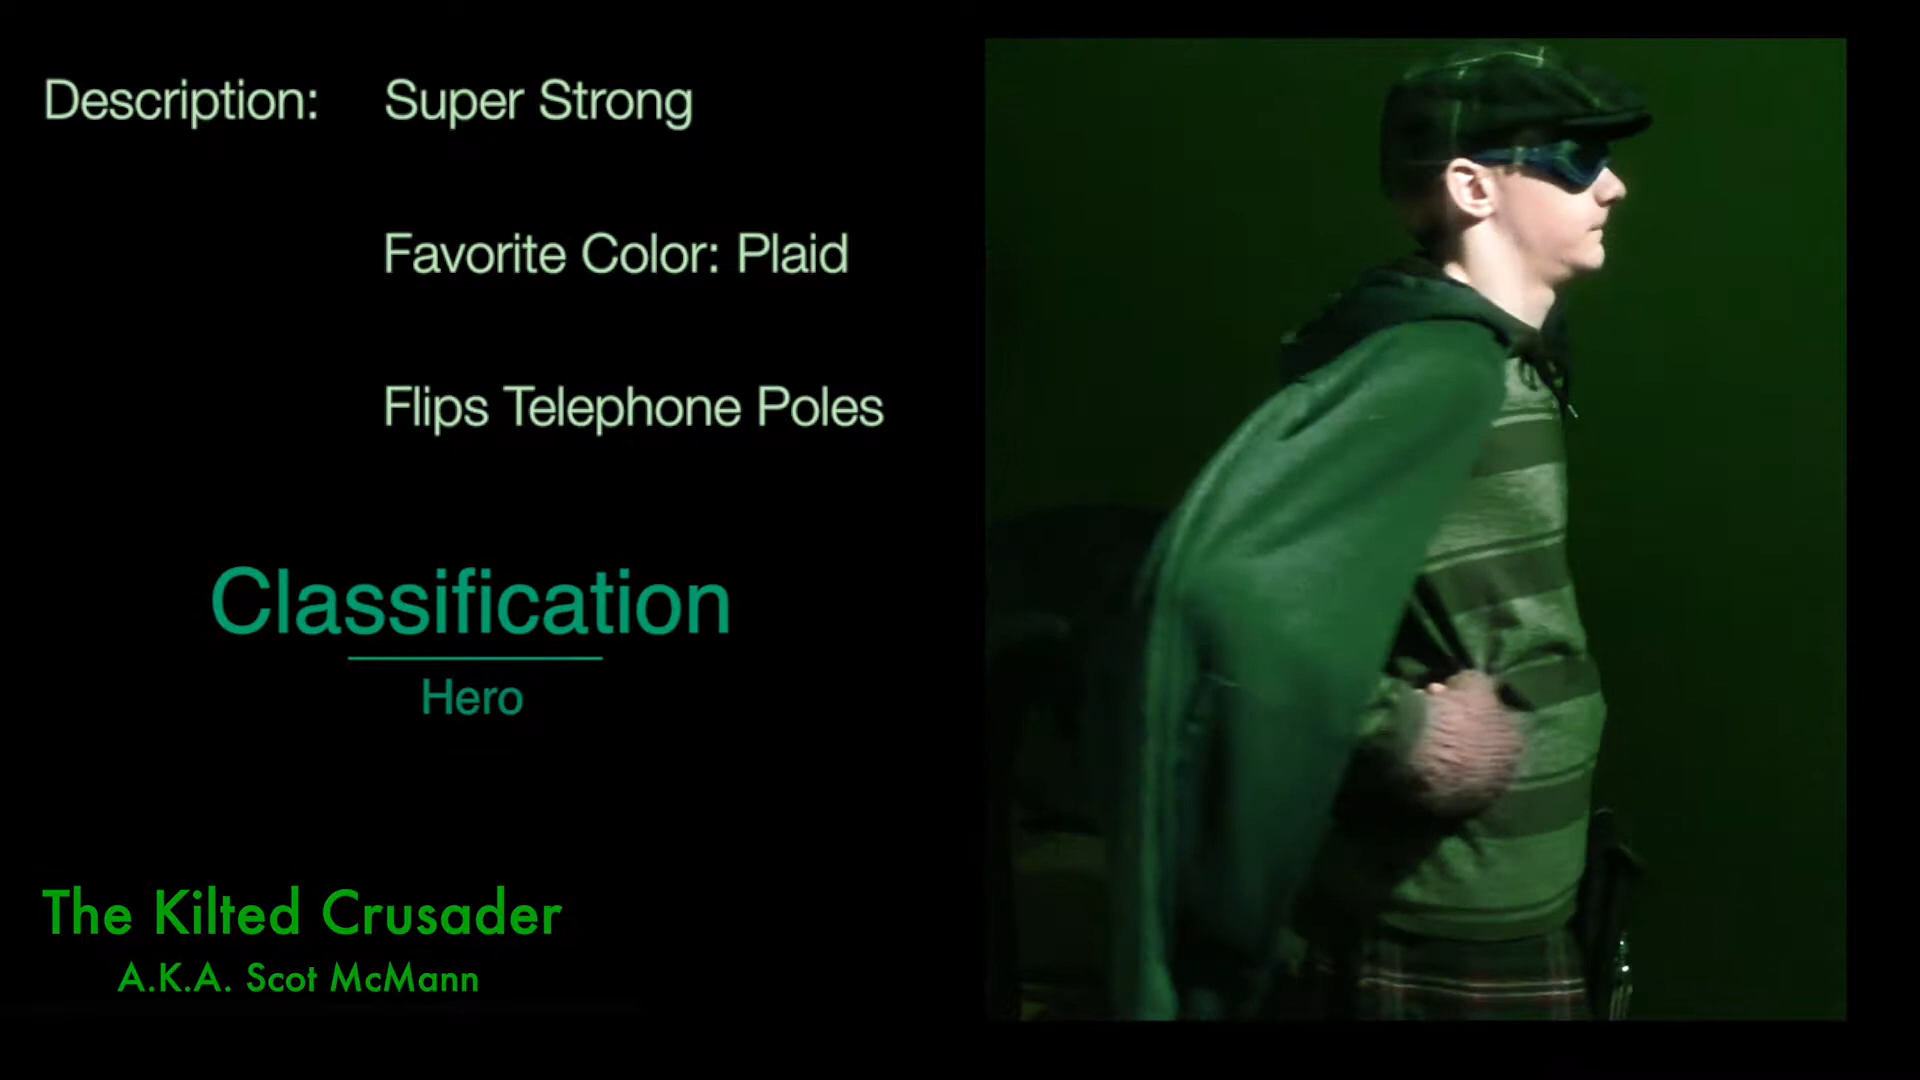 Description: Super Strong
Favorite Color: Plaid
Flips Telephone Poles
Classification
Hero
The Kilted Crusader
A.K.A. Scot McMann